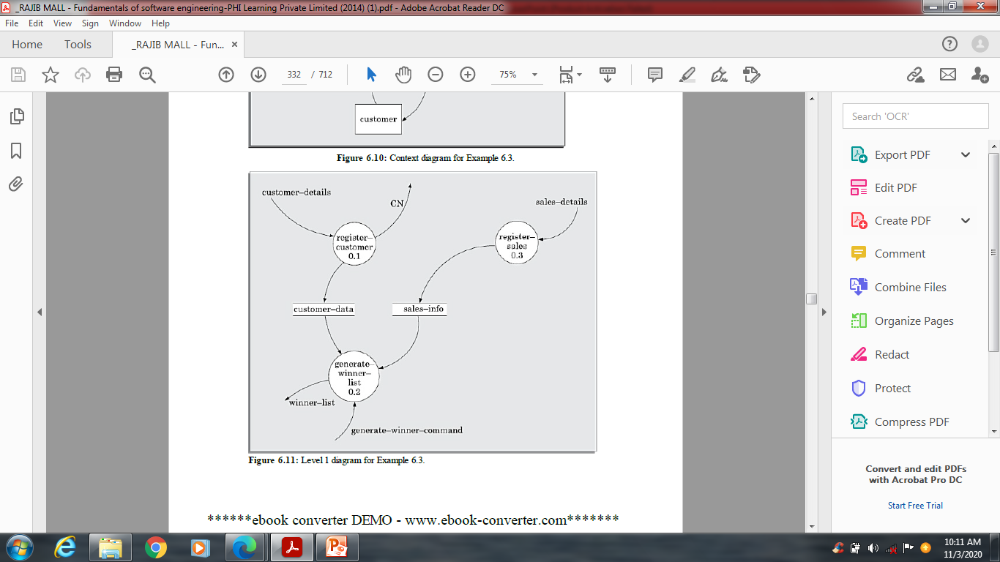 _RAJIB MALL - Fundamentals of software engineering-PHI Learning Private Limited (2014) (1).pdf - Adobe Acrobat Reader DC
File Edit View Sign Window Help
Home Tools _RAJIB MALL - Fun... ×
332 / 712 75%
customer
Figure 6.10: Context diagram for Example 6.3.
customer–details
CN
sales–details
register–
customer
0.1
register–
sales
0.3
customer–data
sales–info
generate–
winner–
list
0.2
winner–list
generate–winner–command
Figure 6.11: Level 1 diagram for Example 6.3.
******ebook converter DEMO - www.ebook-converter.com*******
Search 'OCR'
Export PDF
Edit PDF
Create PDF
Comment
Combine Files
Organize Pages
Redact
Protect
Compress PDF
Convert and edit PDFs
with Acrobat Pro DC
Start Free Trial
10:11 AM
11/3/2020